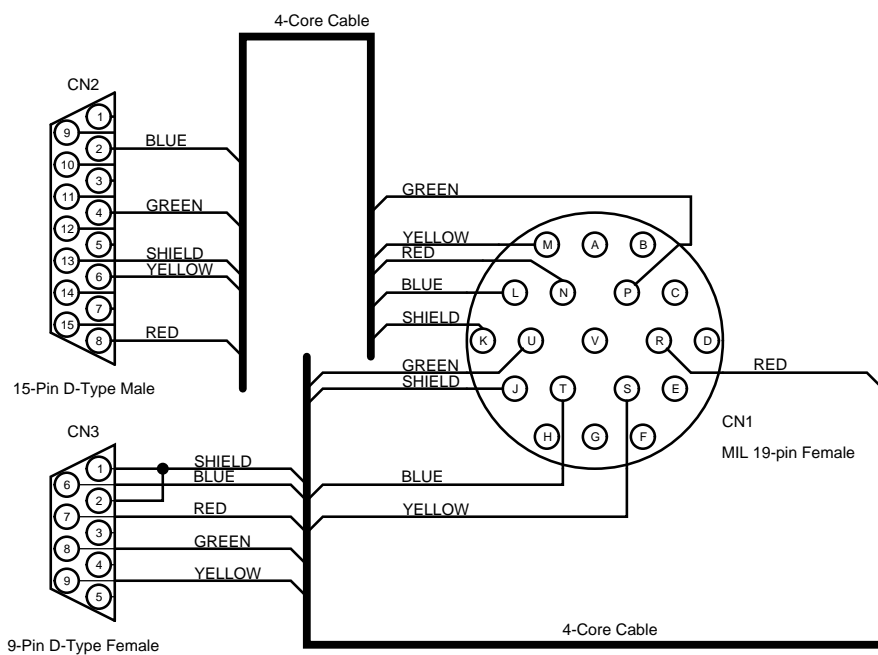 4-Core Cable
CN2
1
9
2
BLUE
10
3
11
4
GREEN
12
5
13
SHIELD
6
YELLOW
14
7
15
8
RED
15-Pin D-Type Male
GREEN
YELLOW
RED
BLUE
SHIELD
GREEN
SHIELD
M
A
B
L
N
P
C
K
U
V
R
D
J
T
S
E
H
G
F
RED
CN1
MIL 19-pin Female
CN3
1
SHIELD
6
BLUE
2
7
RED
3
8
GREEN
4
9
YELLOW
5
BLUE
YELLOW
9-Pin D-Type Female
4-Core Cable